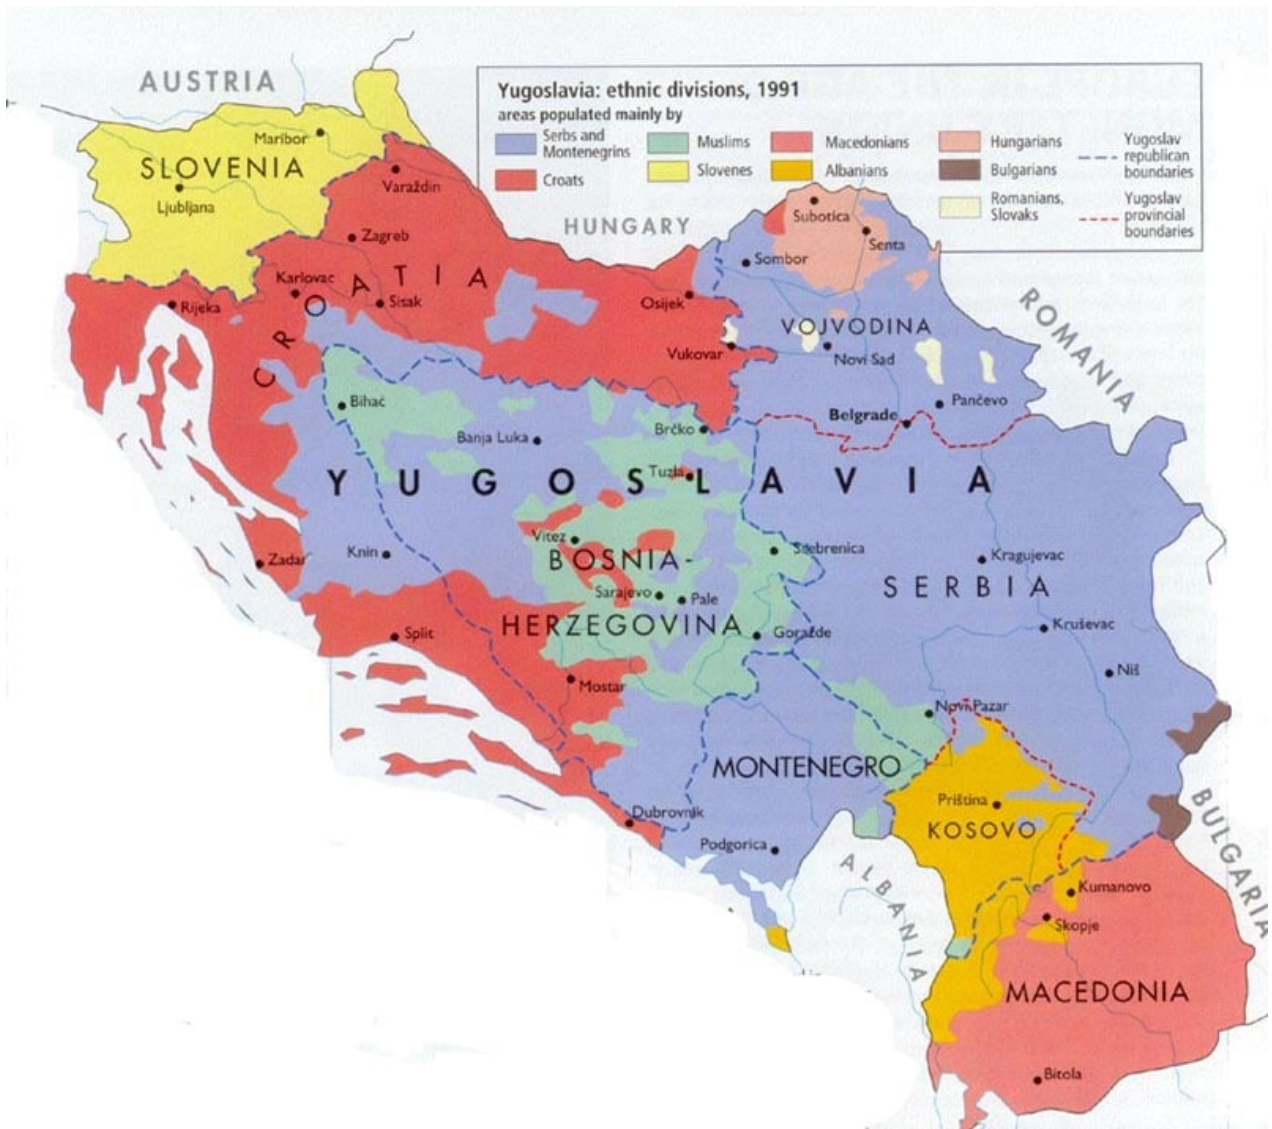 AUSTRIA
Yugoslavia: ethnic divisions, 1991
areas populated mainly by
Serbs and
Montenegrins
Croats
Muslims
Slovenes
Macedonians
Albanians
Hungarians
Bulgarians
Romanians,
Slovaks
Yugoslav
republican
boundaries
Yugoslav
provincial
boundaries
Maribor
SLOVENIA
Ljubljana
Varaždin
HUNGARY
Zagreb
Subotica
Senta
Sombor
Karlovac
CROATIA
Sisak
Rijeka
Osijek
ROMANIA
VOJVODINA
Vukovar
Novi Sad
Bihać
Pančevo
Belgrade
Banja Luka
Brčko
Tuzla
YUGOSLAVIA
Vitez
Knin
BOSNIA-
Srebrenica
Zadar
Kragujevac
SERBIA
Sarajevo
Pale
HERZEGOVINA
Goražde
Kruševac
Split
Niš
Mostar
Novi Pazar
MONTENEGRO
Priština
KOSOVO
BULGARIA
Dubrovnik
Podgorica
ALBANIA
Kumanovo
Skopje
MACEDONIA
Bitola